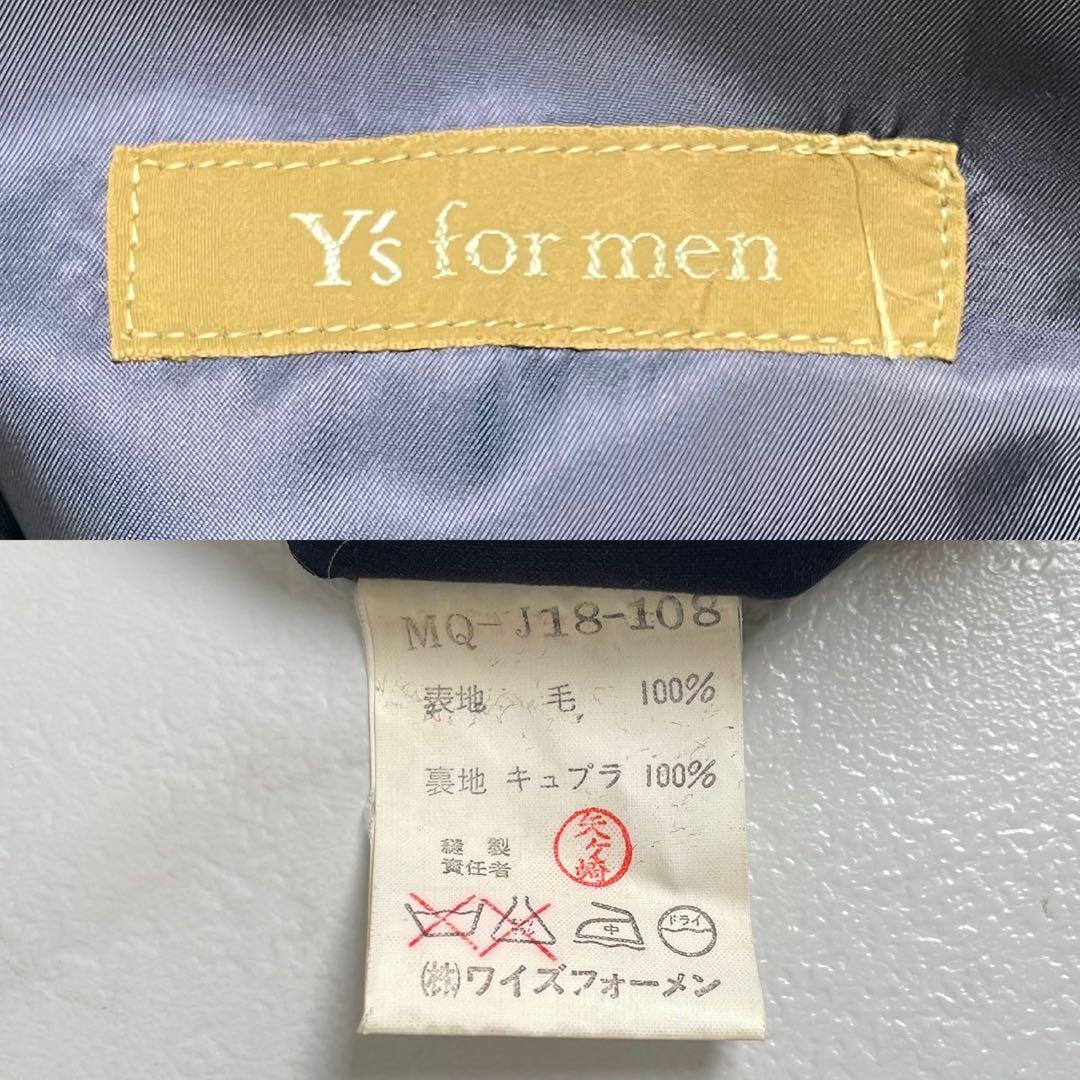 Y's for men
MQ-J18-108
表地 毛 100%
裏地 キュプラ 100%
縫製
責任者
矢ケ崎
中 ドライ
(株)ワイズフォーメン